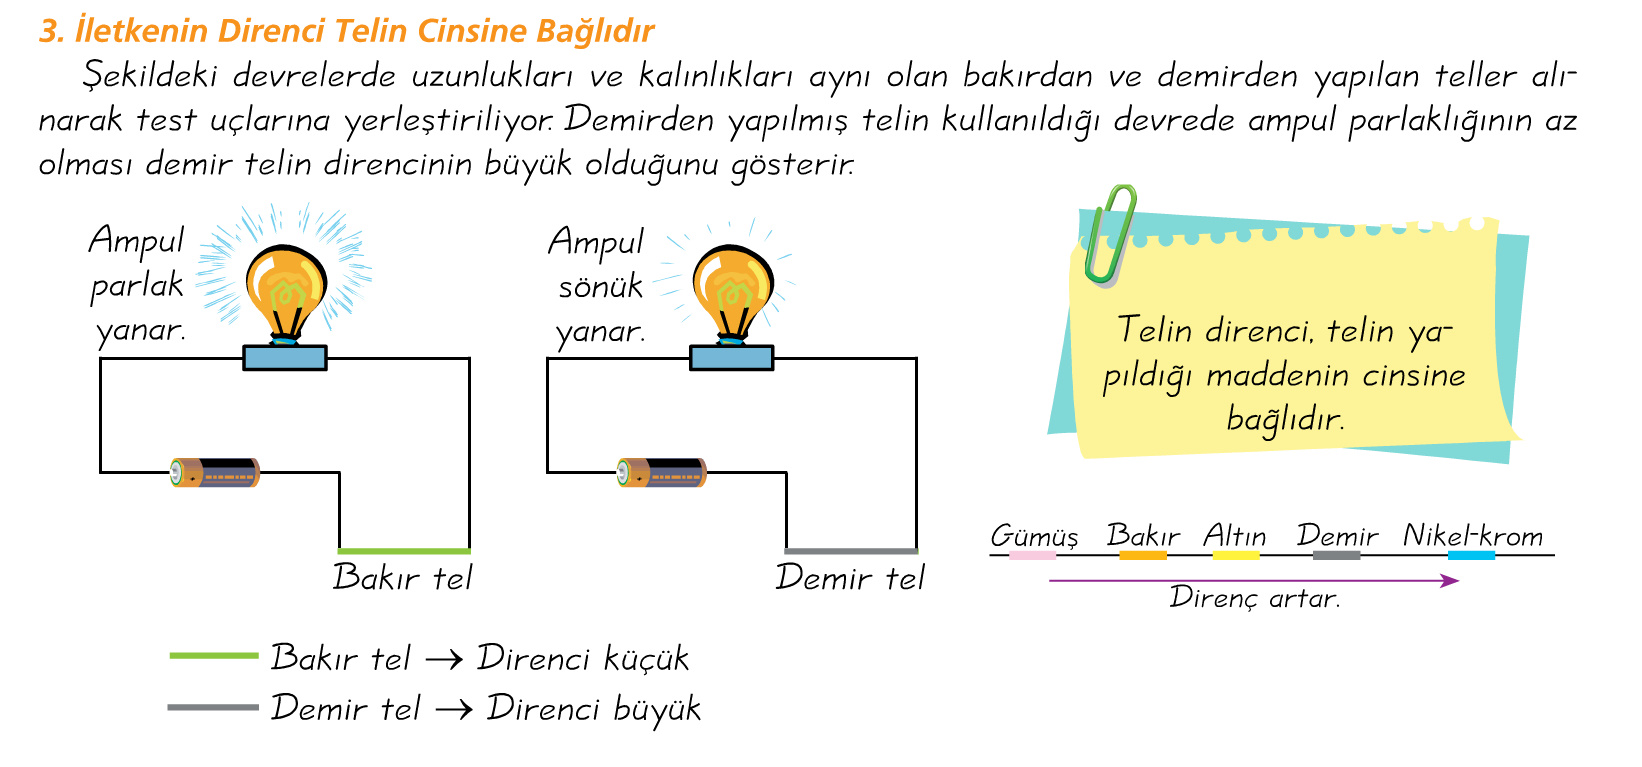 3. İletkenin Direnci Telin Cinsine Bağlıdır
Şekildeki devrelerde uzunlukları ve kalınlıkları aynı olan bakırdan ve demirden yapılan teller alı-
narak test uçlarına yerleştiriliyor. Demirden yapılmış telin kullanıldığı devrede ampul parlaklığının az
olması demir telin direncinin büyük olduğunu gösterir.
Ampul
parlak
yanar.
Bakır tel
Ampul
sönük
yanar.
Demir tel
Telin direnci, telin ya-
pıldığı maddenin cinsine
bağlıdır.
Gümüş Bakır Altın Demir Nikel-krom
Direnç artar.
Bakır tel → Direnci küçük
Demir tel → Direnci büyük